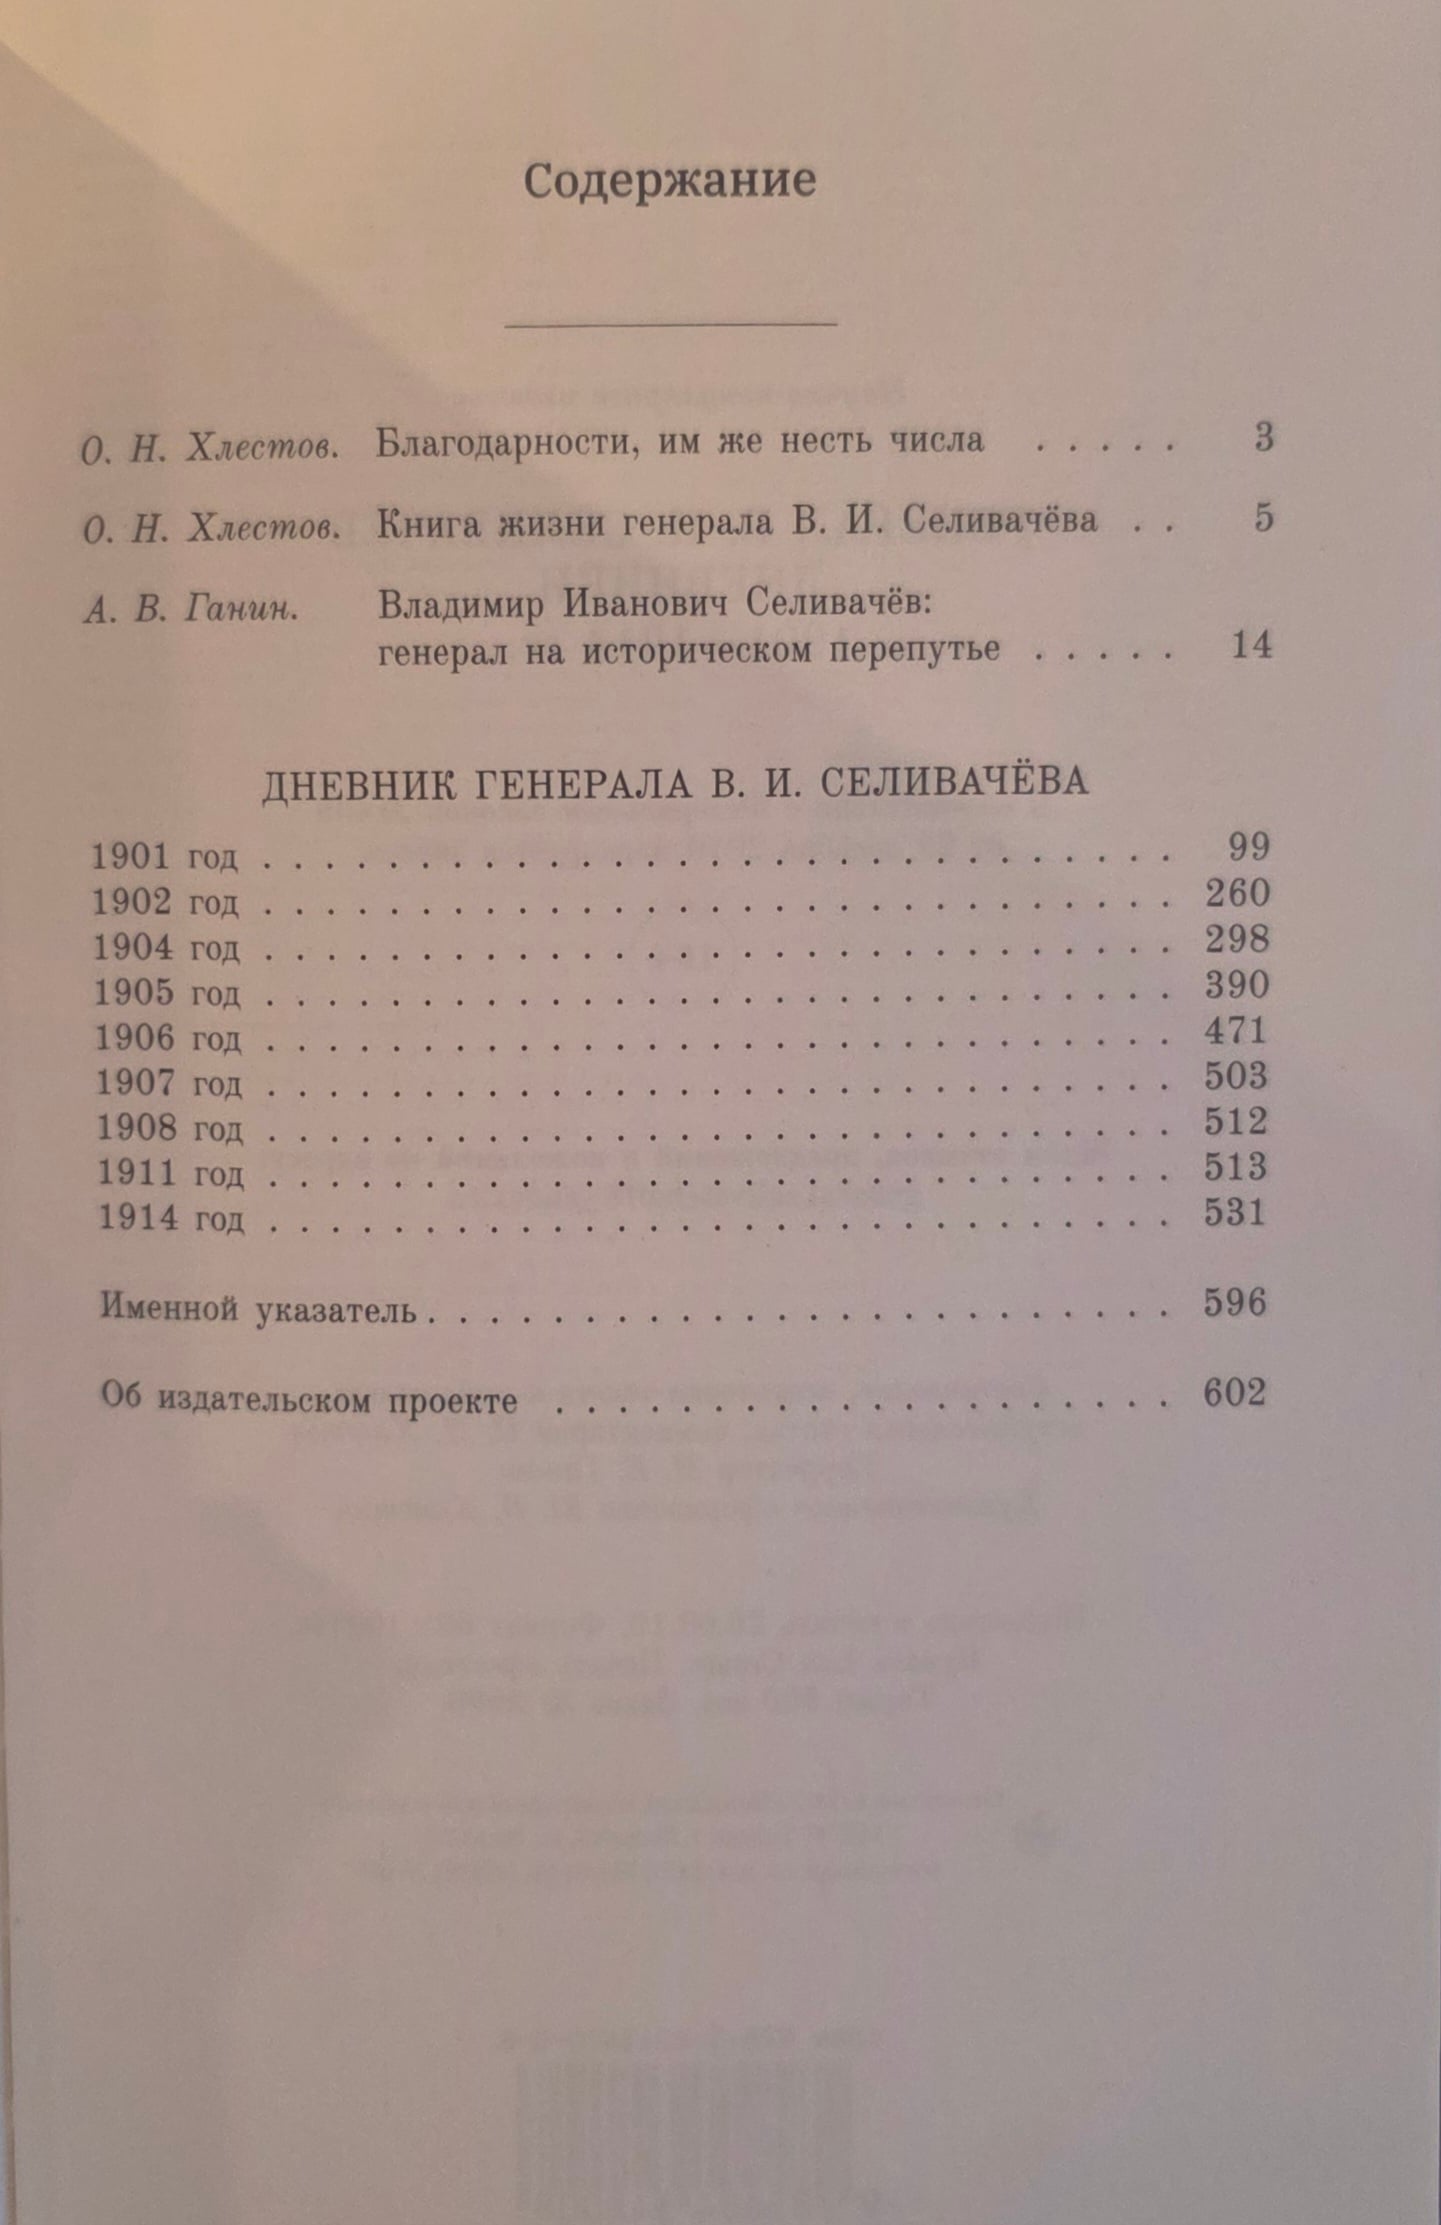 Содержание
О. Н. Хлестов. Благодарности, им же несть числа . . . . . 3
О. Н. Хлестов. Книга жизни генерала В. И. Селивачёва . . 5
А. В. Ганин. Владимир Иванович Селивачёв:
генерал на историческом перепутье . . . . . 14
ДНЕВНИК ГЕНЕРАЛА В. И. СЕЛИВАЧЁВА
1901 год . . . . . . . . . . . . . . . . . . . . . . . . . . . . . 99
1902 год . . . . . . . . . . . . . . . . . . . . . . . . . . . . . 260
1904 год . . . . . . . . . . . . . . . . . . . . . . . . . . . . . 298
1905 год . . . . . . . . . . . . . . . . . . . . . . . . . . . . . 390
1906 год . . . . . . . . . . . . . . . . . . . . . . . . . . . . . 471
1907 год . . . . . . . . . . . . . . . . . . . . . . . . . . . . . 503
1908 год . . . . . . . . . . . . . . . . . . . . . . . . . . . . . 512
1911 год . . . . . . . . . . . . . . . . . . . . . . . . . . . . . 513
1914 год . . . . . . . . . . . . . . . . . . . . . . . . . . . . . 531
Именной указатель . . . . . . . . . . . . . . . . . . . . . . . . 596
Об издательском проекте . . . . . . . . . . . . . . . . . . . . 602